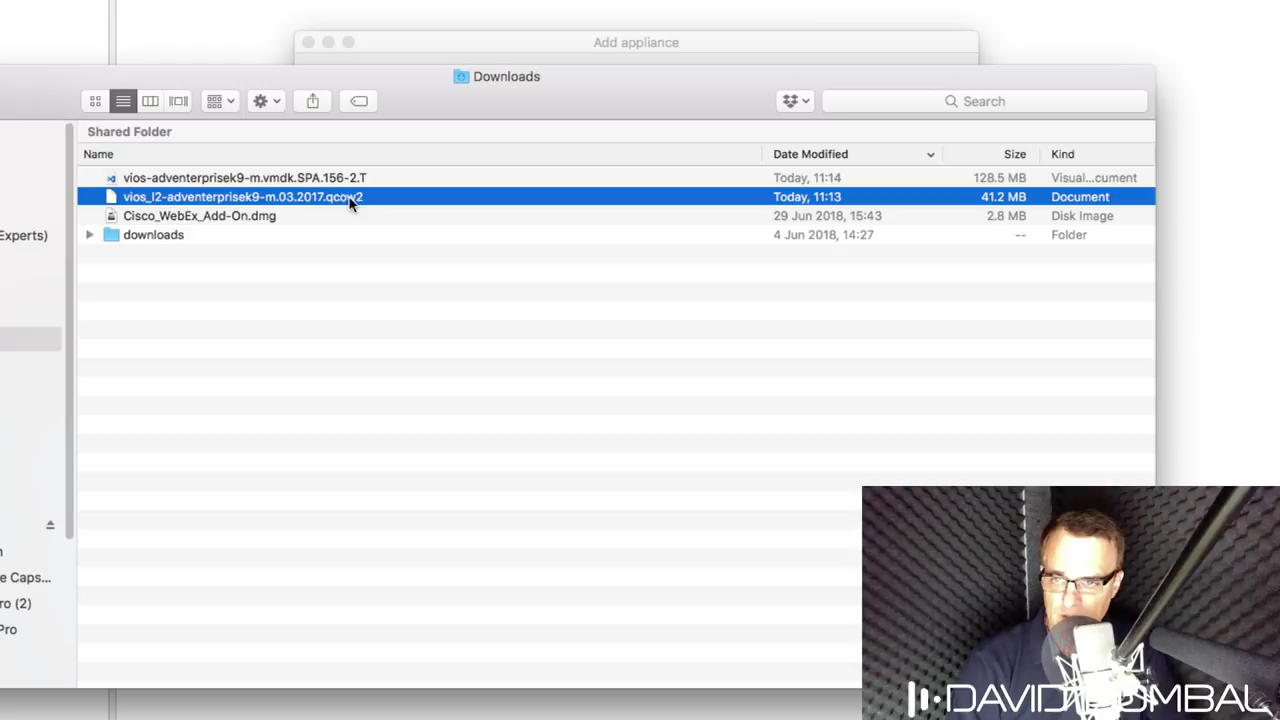 Add appliance
Downloads
Search
Shared Folder
Name Date Modified Size Kind
vios-adventerprisek9-m.vmdk.SPA.156-2.T Today, 11:14 128.5 MB Visual...cument
vios_l2-adventerprisek9-m.03.2017.qcow2 Today, 11:13 41.2 MB Document
Cisco_WebEx_Add-On.dmg 29 Jun 2018, 15:43 2.8 MB Disk Image
downloads 4 Jun 2018, 14:27 -- Folder
Experts)
e Caps...
ro (2)
Pro
DAVID BOMBAL